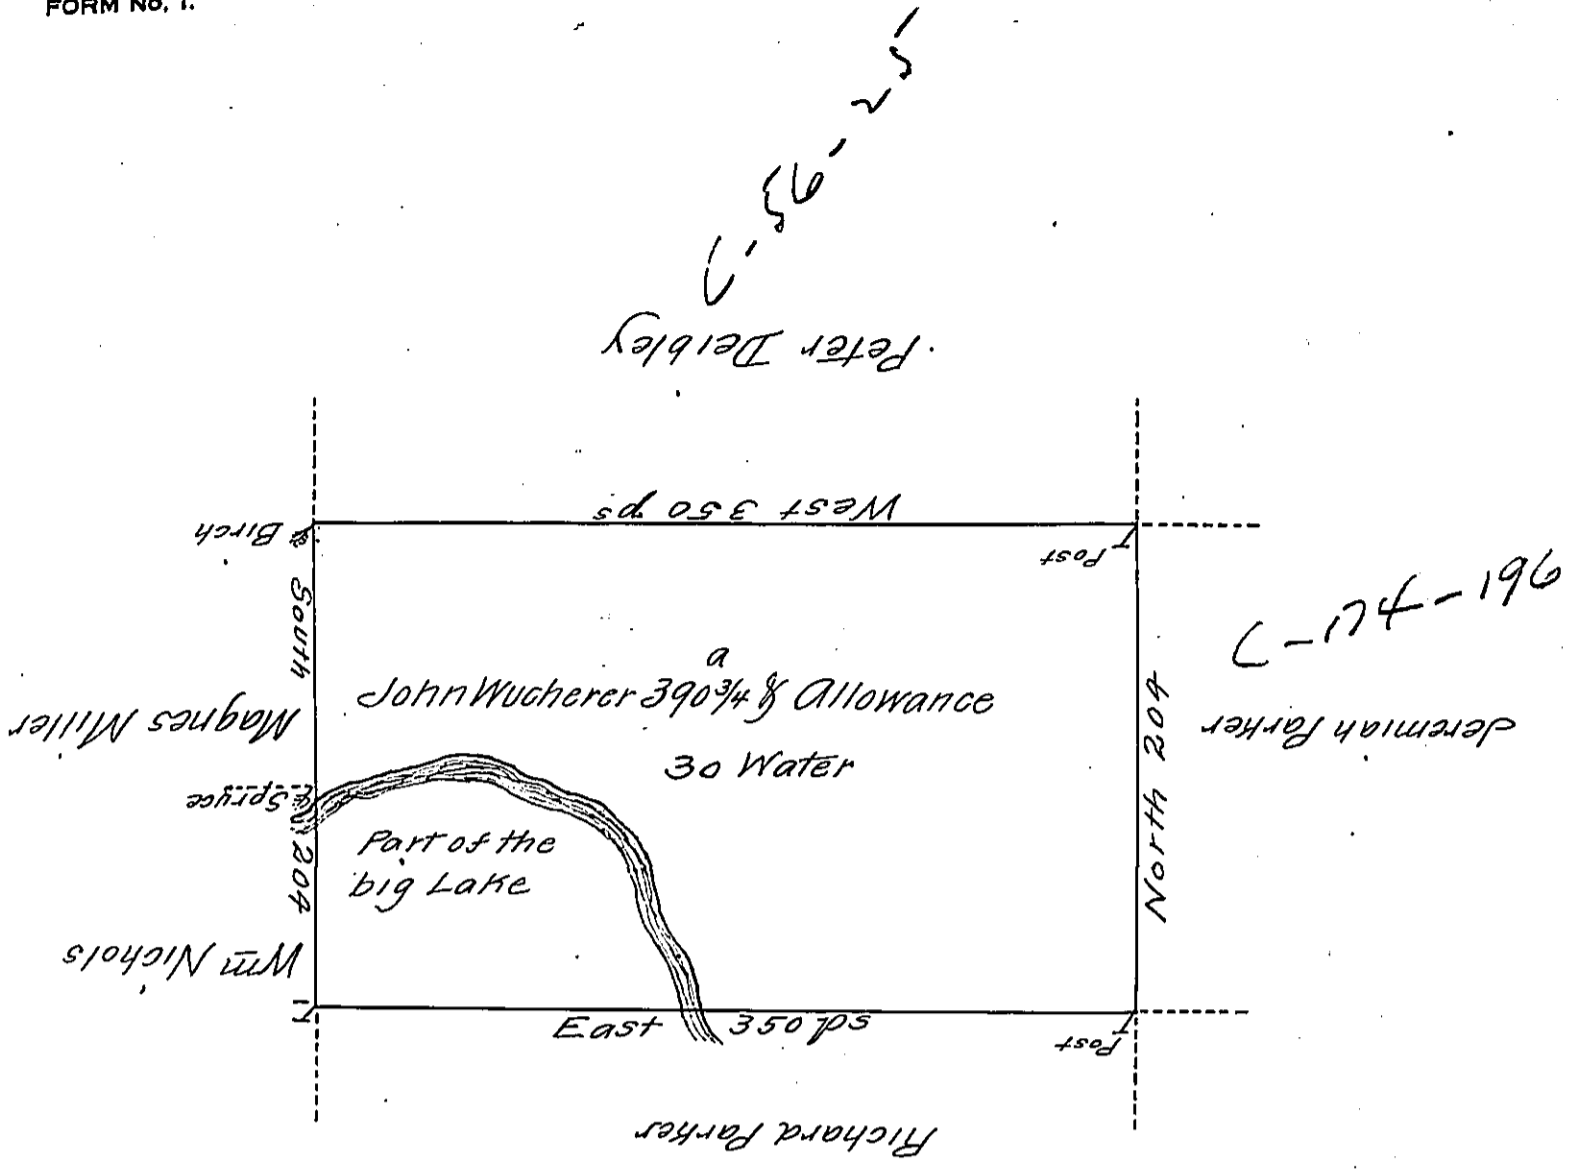 FORM No. 1.
C-56-25
Peter Deibley
West 350 ps
Birch
Post
South 204
C-174-196
a
John Wucherer 390 3/4 & Allowance
30 Water
Magnes Miller
North 204
Jeremiah Parker
Spruce
Part of the
big Lake
Wm Nichols
East 350 ps
Post
Richard Parker